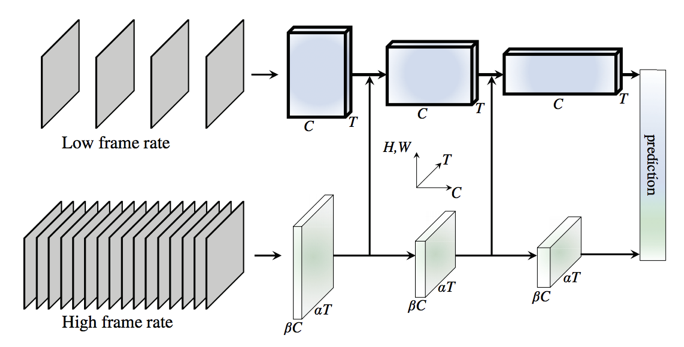 Low frame rate
C
T
C
T
C
T
prediction
H,W
T
C
High frame rate
βC
αT
βC
αT
βC
αT